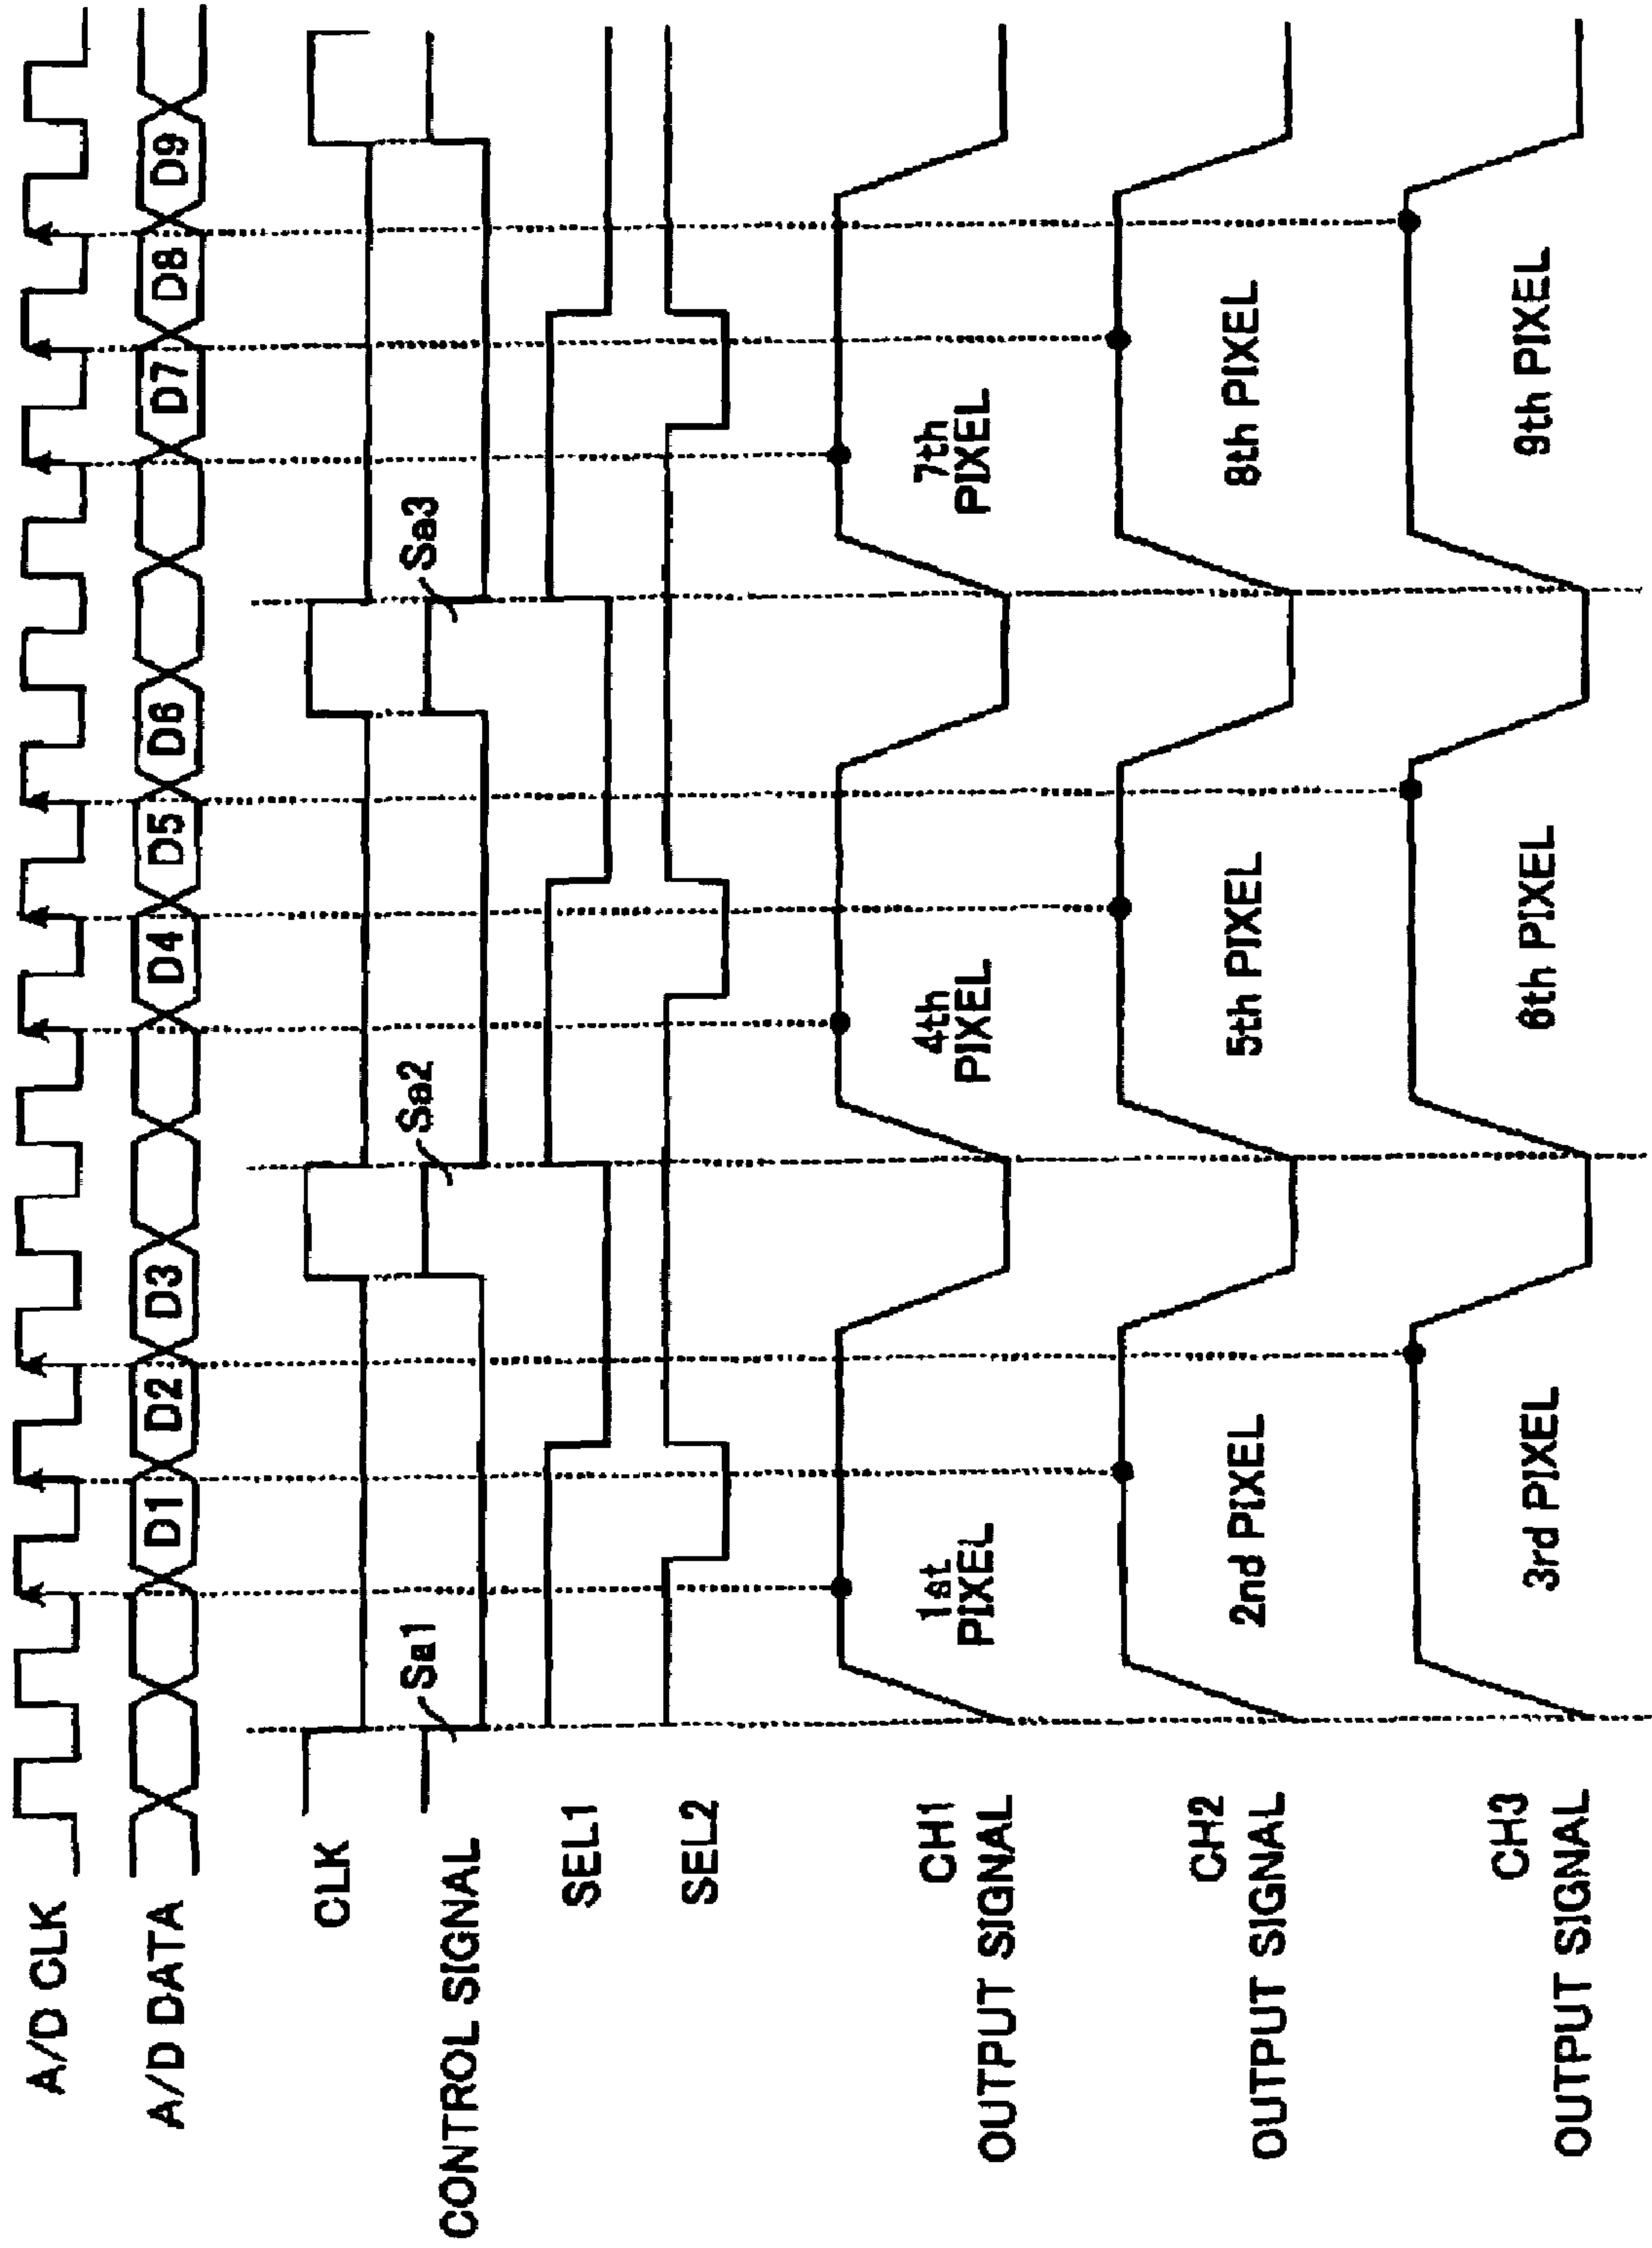 A/D CLK
A/D DATA
D1 D2 D3 D4 D5 D6 D7 D8 D9
CLK
CONTROL SIGNAL
Sa1 Sa2 Sa3
SEL1
SEL2
CH1
OUTPUT SIGNAL
1st
PIXEL
4th
PIXEL
7th
PIXEL
CH2
OUTPUT SIGNAL
2nd PIXEL
5th PIXEL
8th PIXEL
CH3
OUTPUT SIGNAL
3rd PIXEL
6th PIXEL
9th PIXEL